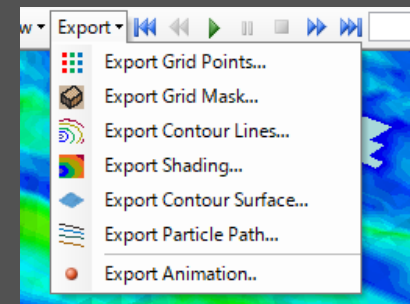 w Export
Export Grid Points...
Export Grid Mask...
Export Contour Lines...
Export Shading...
Export Contour Surface...
Export Particle Path...
Export Animation..